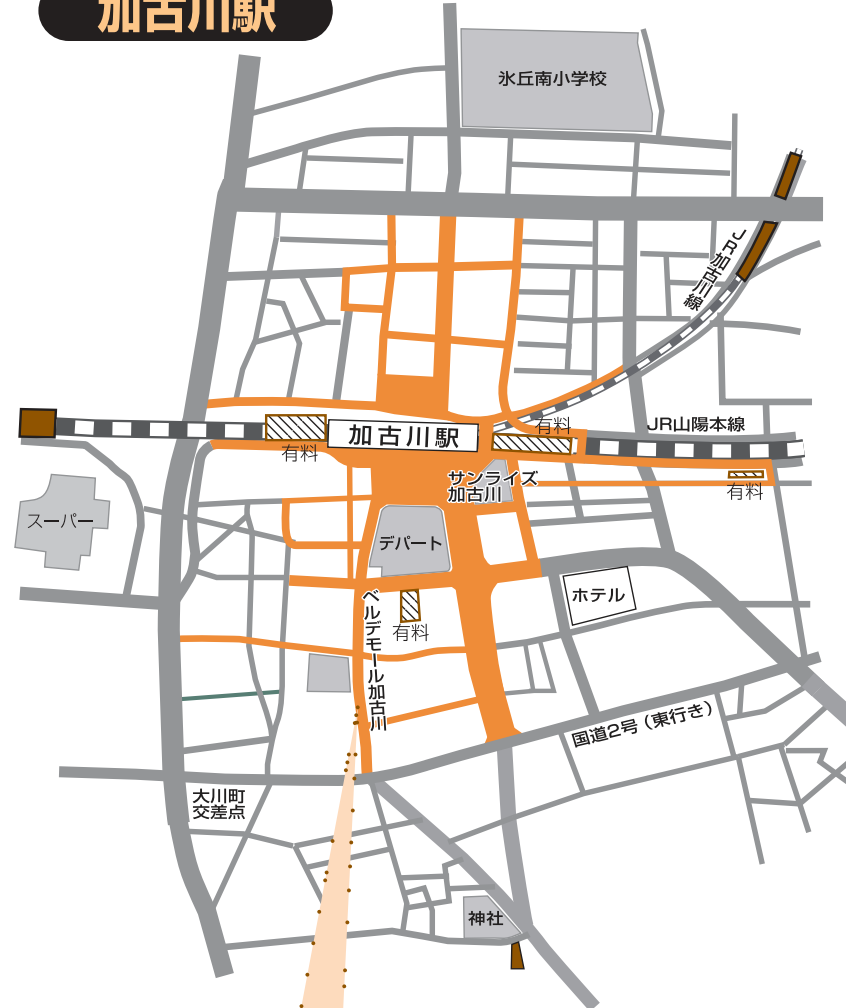 加古川駅
氷丘南小学校
JR加古川線
JR山陽本線
有料
加古川駅
有料
サンライズ
加古川
有料
スーパー
デパート
ホテル
有料
ベルデモール加古川
国道2号（東行き）
大川町
交差点
神社